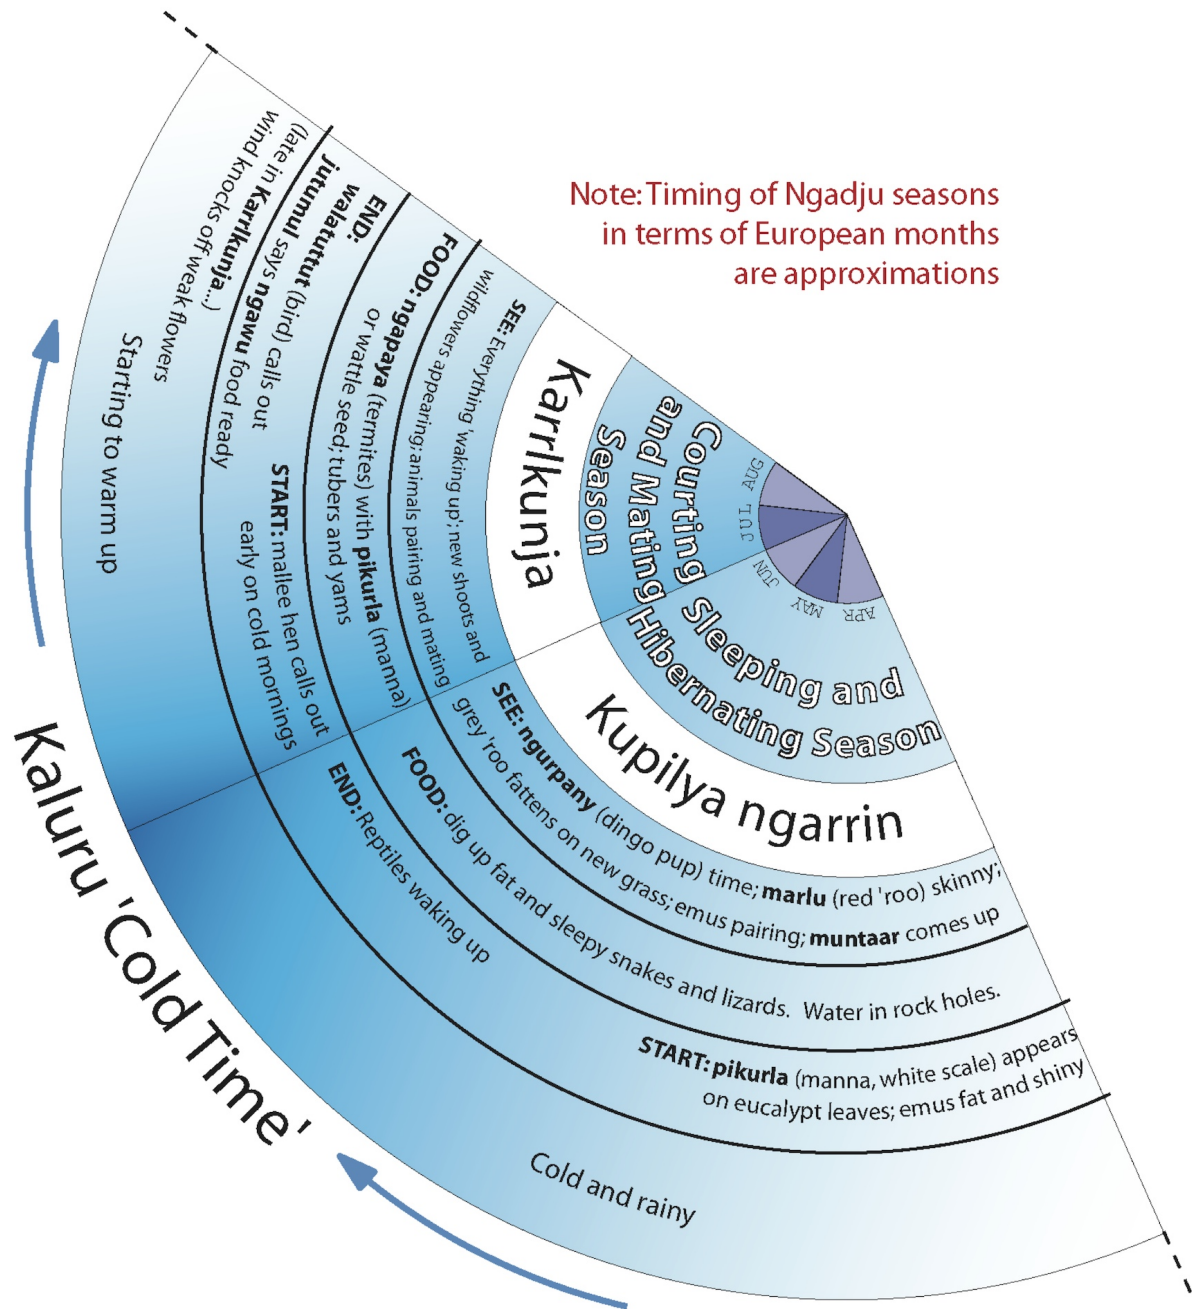 Note: Timing of Ngadju seasons
in terms of European months
are approximations
Kaluru 'Cold Time'
Karrlkunja
Courting
and Mating
Season
SEE: Everything 'waking up'; new shoots and
wildflowers appearing; animals pairing and mating
FOOD: ngapaya (termites) with pikurla (manna)
or wattle seed; tubers and yams
END:
walatuttut (bird) calls out
jutumul says ngawu food ready
(late in Karrlkunja...)
START: mallee hen calls out
early on cold mornings
wind knocks off weak flowers
Starting to warm up
Kupilya ngarrin
Sleeping and
Hibernating Season
SEE: ngurpany (dingo pup) time; marlu (red 'roo) skinny;
grey 'roo fattens on new grass; emus pairing; muntaar comes up
FOOD: dig up fat and sleepy snakes and lizards. Water in rock holes.
END: Reptiles waking up
START: pikurla (manna, white scale) appears
on eucalypt leaves; emus fat and shiny
Cold and rainy
AUG
JUL
JUN
MAY
APR